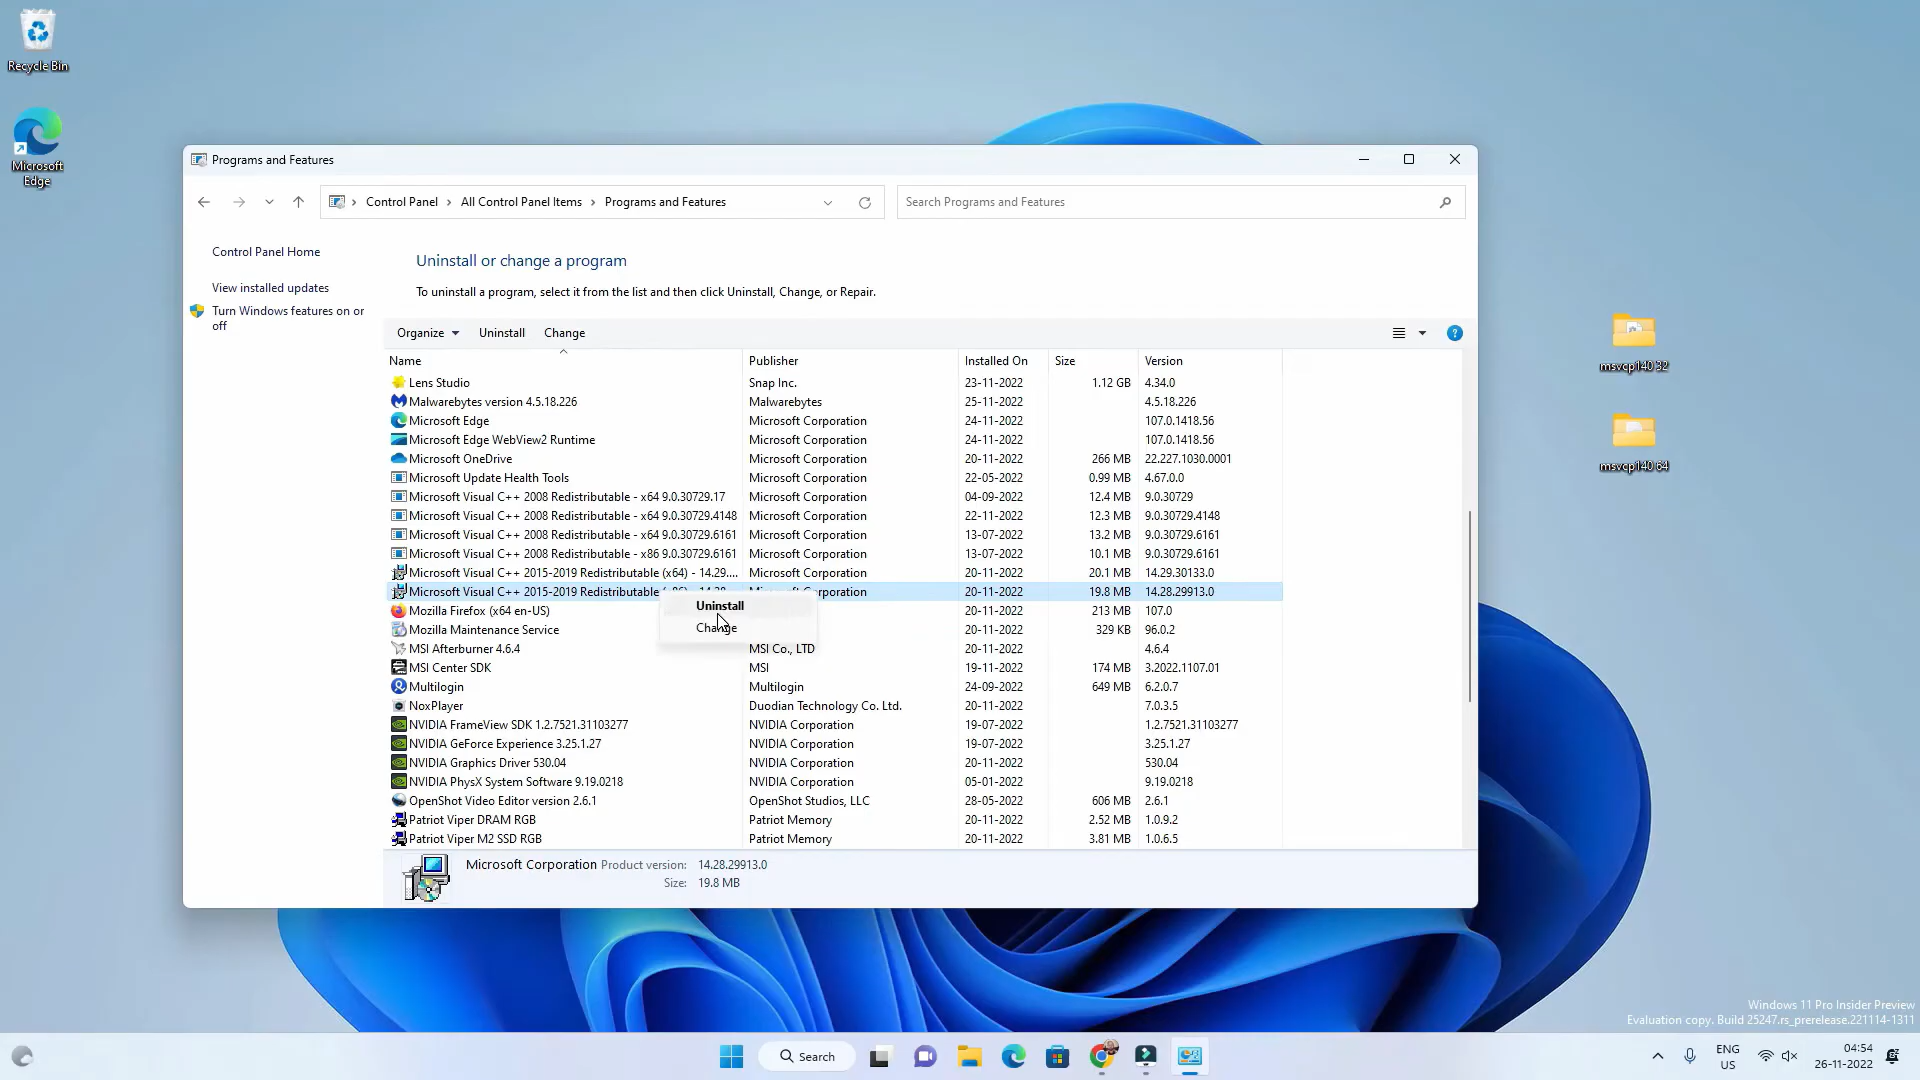 Recycle Bin
Microsoft
Edge
Programs and Features
Control Panel > All Control Panel Items > Programs and Features
Search Programs and Features
Control Panel Home
View installed updates
Turn Windows features on or
off
Uninstall or change a program
To uninstall a program, select it from the list and then click Uninstall, Change, or Repair.
Organize Uninstall Change
Name Publisher Installed On Size Version
Lens Studio Snap Inc. 23-11-2022 1.12 GB 4.34.0
Malwarebytes version 4.5.18.226 Malwarebytes 25-11-2022 4.5.18.226
Microsoft Edge Microsoft Corporation 24-11-2022 107.0.1418.56
Microsoft Edge WebView2 Runtime Microsoft Corporation 24-11-2022 107.0.1418.56
Microsoft OneDrive Microsoft Corporation 20-11-2022 266 MB 22.227.1030.0001
Microsoft Update Health Tools Microsoft Corporation 22-05-2022 0.99 MB 4.67.0.0
Microsoft Visual C++ 2008 Redistributable - x64 9.0.30729.17 Microsoft Corporation 04-09-2022 12.4 MB 9.0.30729
Microsoft Visual C++ 2008 Redistributable - x64 9.0.30729.4148 Microsoft Corporation 22-11-2022 12.3 MB 9.0.30729.4148
Microsoft Visual C++ 2008 Redistributable - x64 9.0.30729.6161 Microsoft Corporation 13-07-2022 13.2 MB 9.0.30729.6161
Microsoft Visual C++ 2008 Redistributable - x86 9.0.30729.6161 Microsoft Corporation 13-07-2022 10.1 MB 9.0.30729.6161
Microsoft Visual C++ 2015-2019 Redistributable (x64) - 14.29.... Microsoft Corporation 20-11-2022 20.1 MB 14.29.30133.0
Microsoft Visual C++ 2015-2019 Redistributable Corporation 20-11-2022 19.8 MB 14.28.29913.0
Uninstall
Change
Mozilla Firefox (x64 en-US) 20-11-2022 213 MB 107.0
Mozilla Maintenance Service 20-11-2022 329 KB 96.0.2
MSI Afterburner 4.6.4 MSI Co., LTD 20-11-2022 4.6.4
MSI Center SDK MSI 19-11-2022 174 MB 3.2022.1107.01
Multilogin Multilogin 24-09-2022 649 MB 6.2.0.7
NoxPlayer Duodian Technology Co. Ltd. 20-11-2022 7.0.3.5
NVIDIA FrameView SDK 1.2.7521.31103277 NVIDIA Corporation 19-07-2022 1.2.7521.31103277
NVIDIA GeForce Experience 3.25.1.27 NVIDIA Corporation 19-07-2022 3.25.1.27
NVIDIA Graphics Driver 530.04 NVIDIA Corporation 20-11-2022 530.04
NVIDIA PhysX System Software 9.19.0218 NVIDIA Corporation 05-01-2022 9.19.0218
OpenShot Video Editor version 2.6.1 OpenShot Studios, LLC 28-05-2022 606 MB 2.6.1
Patriot Viper DRAM RGB Patriot Memory 20-11-2022 2.52 MB 1.0.9.2
Patriot Viper M2 SSD RGB Patriot Memory 20-11-2022 3.81 MB 1.0.6.5
Microsoft Corporation Product version: 14.28.29913.0
Size: 19.8 MB
msvcp140 32
msvcp140 64
Windows 11 Pro Insider Preview
Evaluation copy. Build 25247.rs_prerelease.221114-1311
Search
ENG
US
04:54
26-11-2022